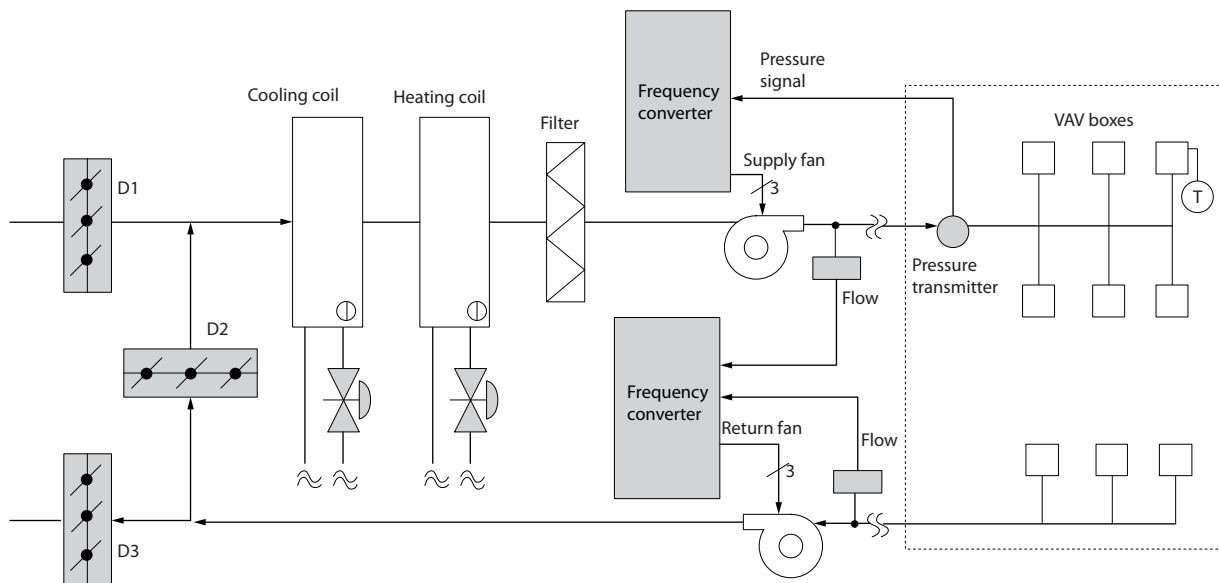 Pressure
signal
Cooling coil
Heating coil
Frequency
converter
VAV boxes
Filter
Supply fan
3
D1
T
Pressure
transmitter
Flow
D2
Frequency
converter
Return fan
Flow
3
D3